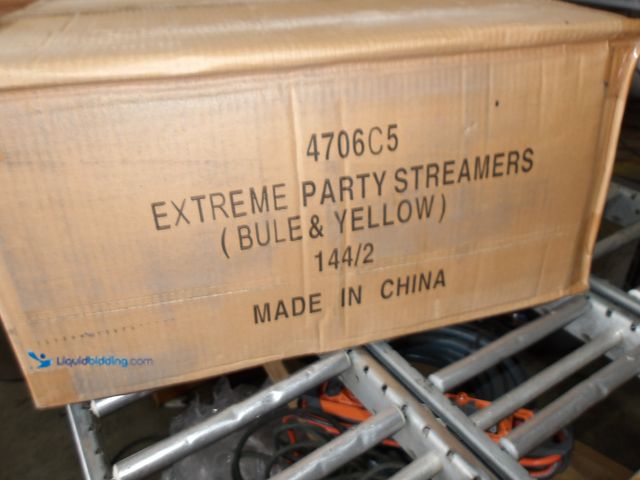 4706C5
EXTREME PARTY STREAMERS
(BULE & YELLOW)
144/2
MADE IN CHINA
Liquidbidding.com